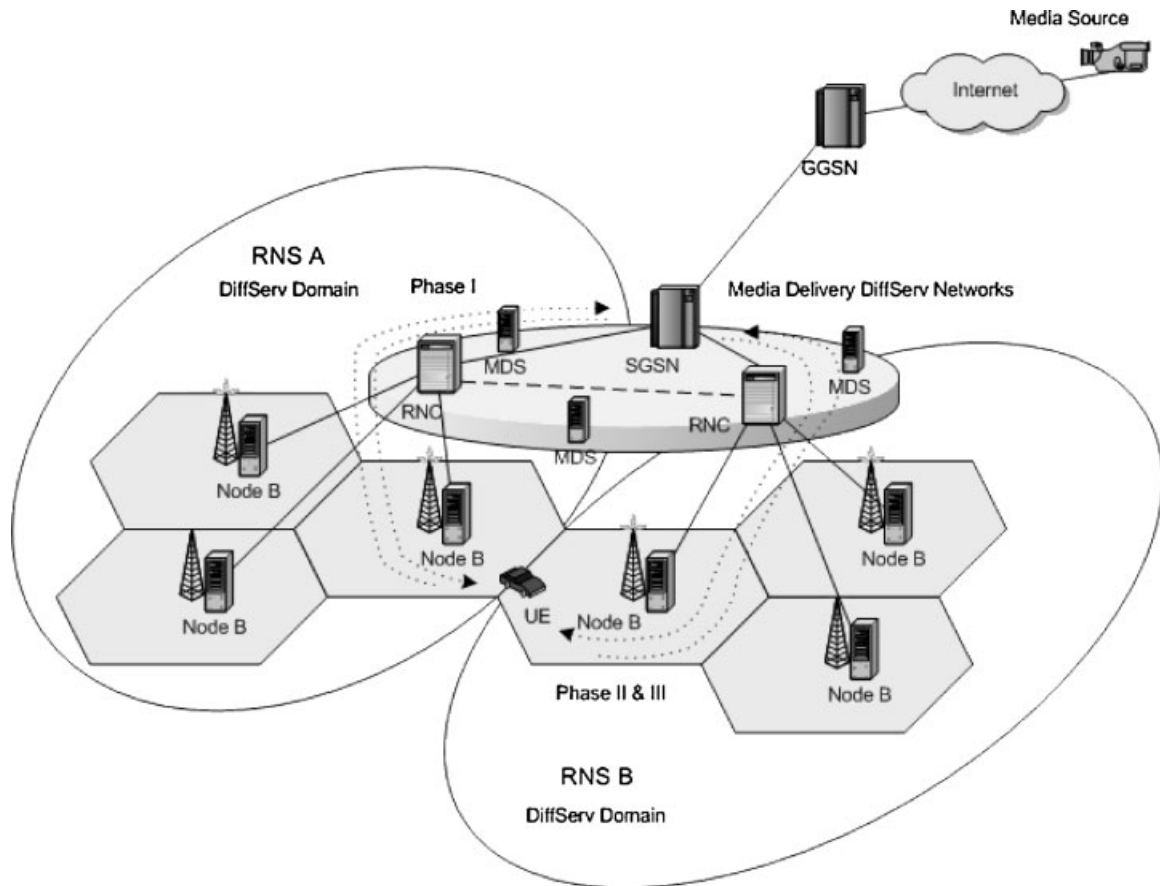 Media Source
Internet
GGSN
RNS A
DiffServ Domain
Phase I
Media Delivery DiffServ Networks
MDS
SGSN
MDS
RNC
RNC
MDS
Node B
Node B
Node B
Node B
UE
Node B
Node B
Phase II & III
RNS B
DiffServ Domain